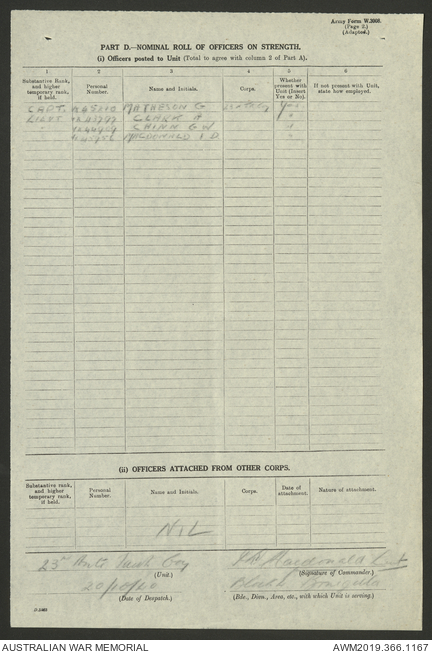 Army Form W.3008.
(Page 2.)
(Adapted.)
PART D.—NOMINAL ROLL OF OFFICERS ON STRENGTH.
(i) Officers posted to Unit (Total to agree with column 2 of Part A).
1 2 3 4 5 6
Substantive Rank, and higher temporary rank, if held.
Personal Number.
Name and Initials.
Corps.
Whether present with Unit (Insert Yes or No).
If not present with Unit, state how employed.
CAPT. MATHESON G Yes
CLARK A "
" CHINN G W "
" MACDONALD I D "
(ii) OFFICERS ATTACHED FROM OTHER CORPS.
Substantive rank, and higher temporary rank, if held.
Personal Number.
Name and Initials.
Corps.
Date of attachment.
Nature of attachment.
NIL
23rd Anti Tank Coy
Macdonald
(Unit.)
(Signature of Commander.)
(Date of Despatch.)
(Bde., Divn., Area, etc., with which Unit is serving.)
AUSTRALIAN WAR MEMORIAL
AWM2019.366.1167